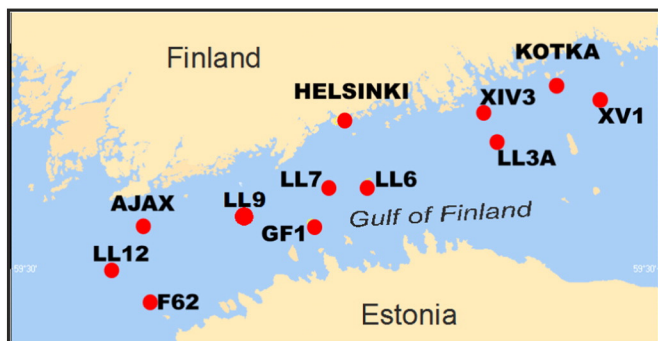 KOTKA
Finland
HELSINKI
XIV3
XV1
LL3A
LL7
LL6
AJAX
LL9
Gulf of Finland
GF1
LL12
59°30'
59°30'
F62
Estonia